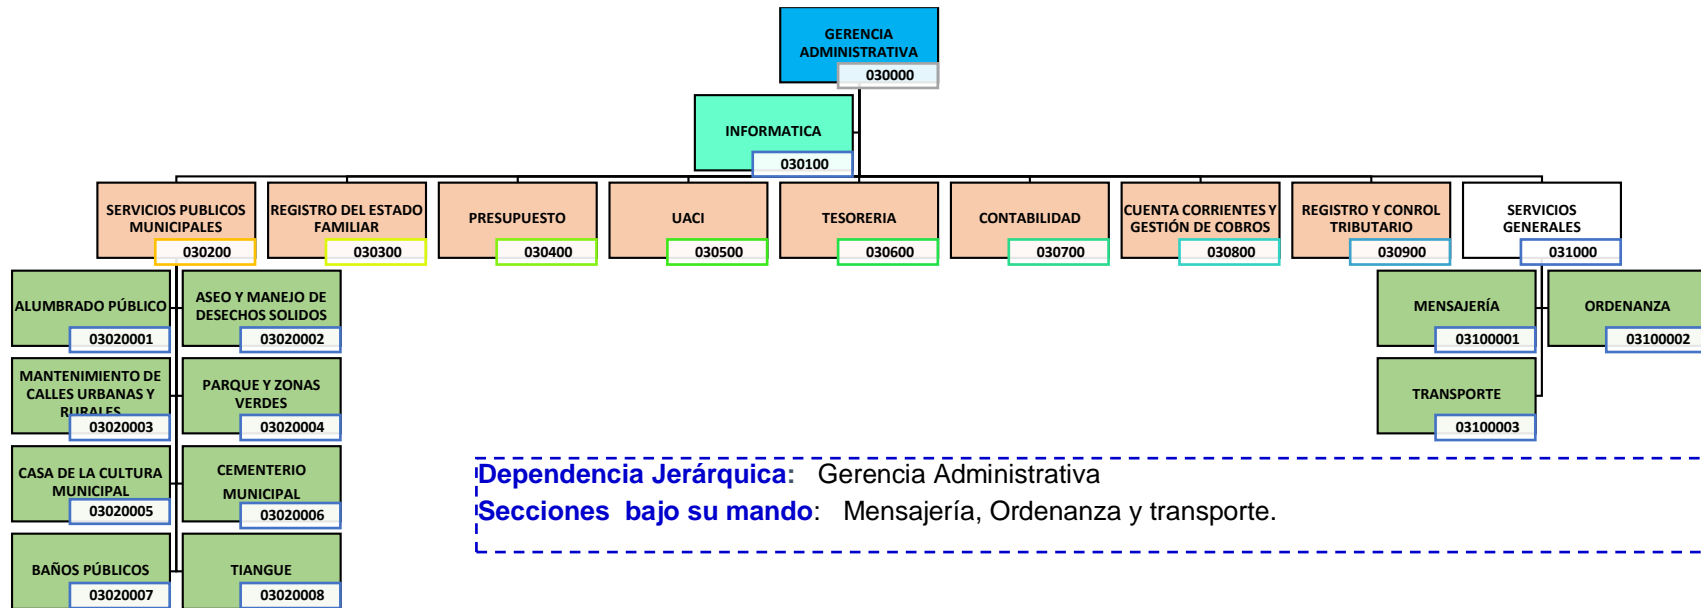 GERENCIA
ADMINISTRATIVA
030000
INFORMATICA
030100
SERVICIOS PUBLICOS
MUNICIPALES
030200
REGISTRO DEL ESTADO
FAMILIAR
030300
PRESUPUESTO
030400
UACI
030500
TESORERIA
030600
CONTABILIDAD
030700
CUENTA CORRIENTES Y
GESTIÓN DE COBROS
030800
REGISTRO Y CONROL
TRIBUTARIO
030900
SERVICIOS
GENERALES
031000
ALUMBRADO PÚBLICO
03020001
ASEO Y MANEJO DE
DESECHOS SOLIDOS
03020002
MENSAJERÍA
03100001
ORDENANZA
03100002
MANTENIMIENTO DE
CALLES URBANAS Y
RURALES
03020003
PARQUE Y ZONAS
VERDES
03020004
TRANSPORTE
03100003
CASA DE LA CULTURA
MUNICIPAL
03020005
CEMENTERIO
MUNICIPAL
03020006
Dependencia Jerárquica: Gerencia Administrativa
Secciones bajo su mando: Mensajería, Ordenanza y transporte.
BAÑOS PÚBLICOS
03020007
TIANGUE
03020008